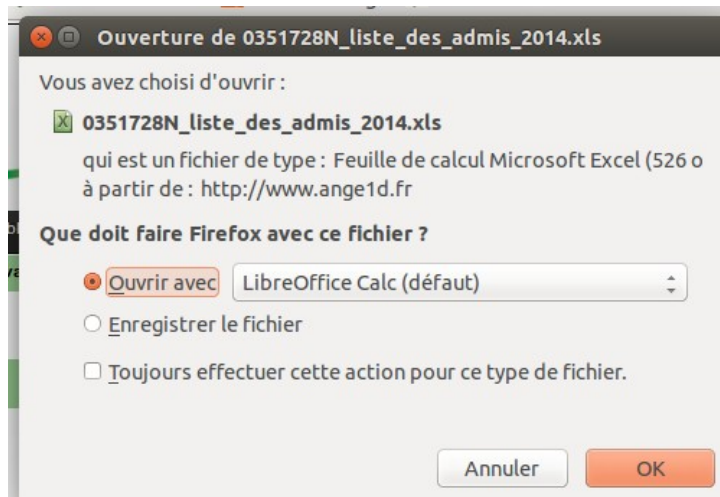 Ouverture de 0351728N_liste_des_admis_2014.xls
Vous avez choisi d'ouvrir :
0351728N_liste_des_admis_2014.xls
qui est un fichier de type : Feuille de calcul Microsoft Excel (526 o
à partir de : http://www.ange1d.fr
Que doit faire Firefox avec ce fichier ?
Ouvrir avec LibreOffice Calc (défaut)
Enregistrer le fichier
Toujours effectuer cette action pour ce type de fichier.
Annuler OK